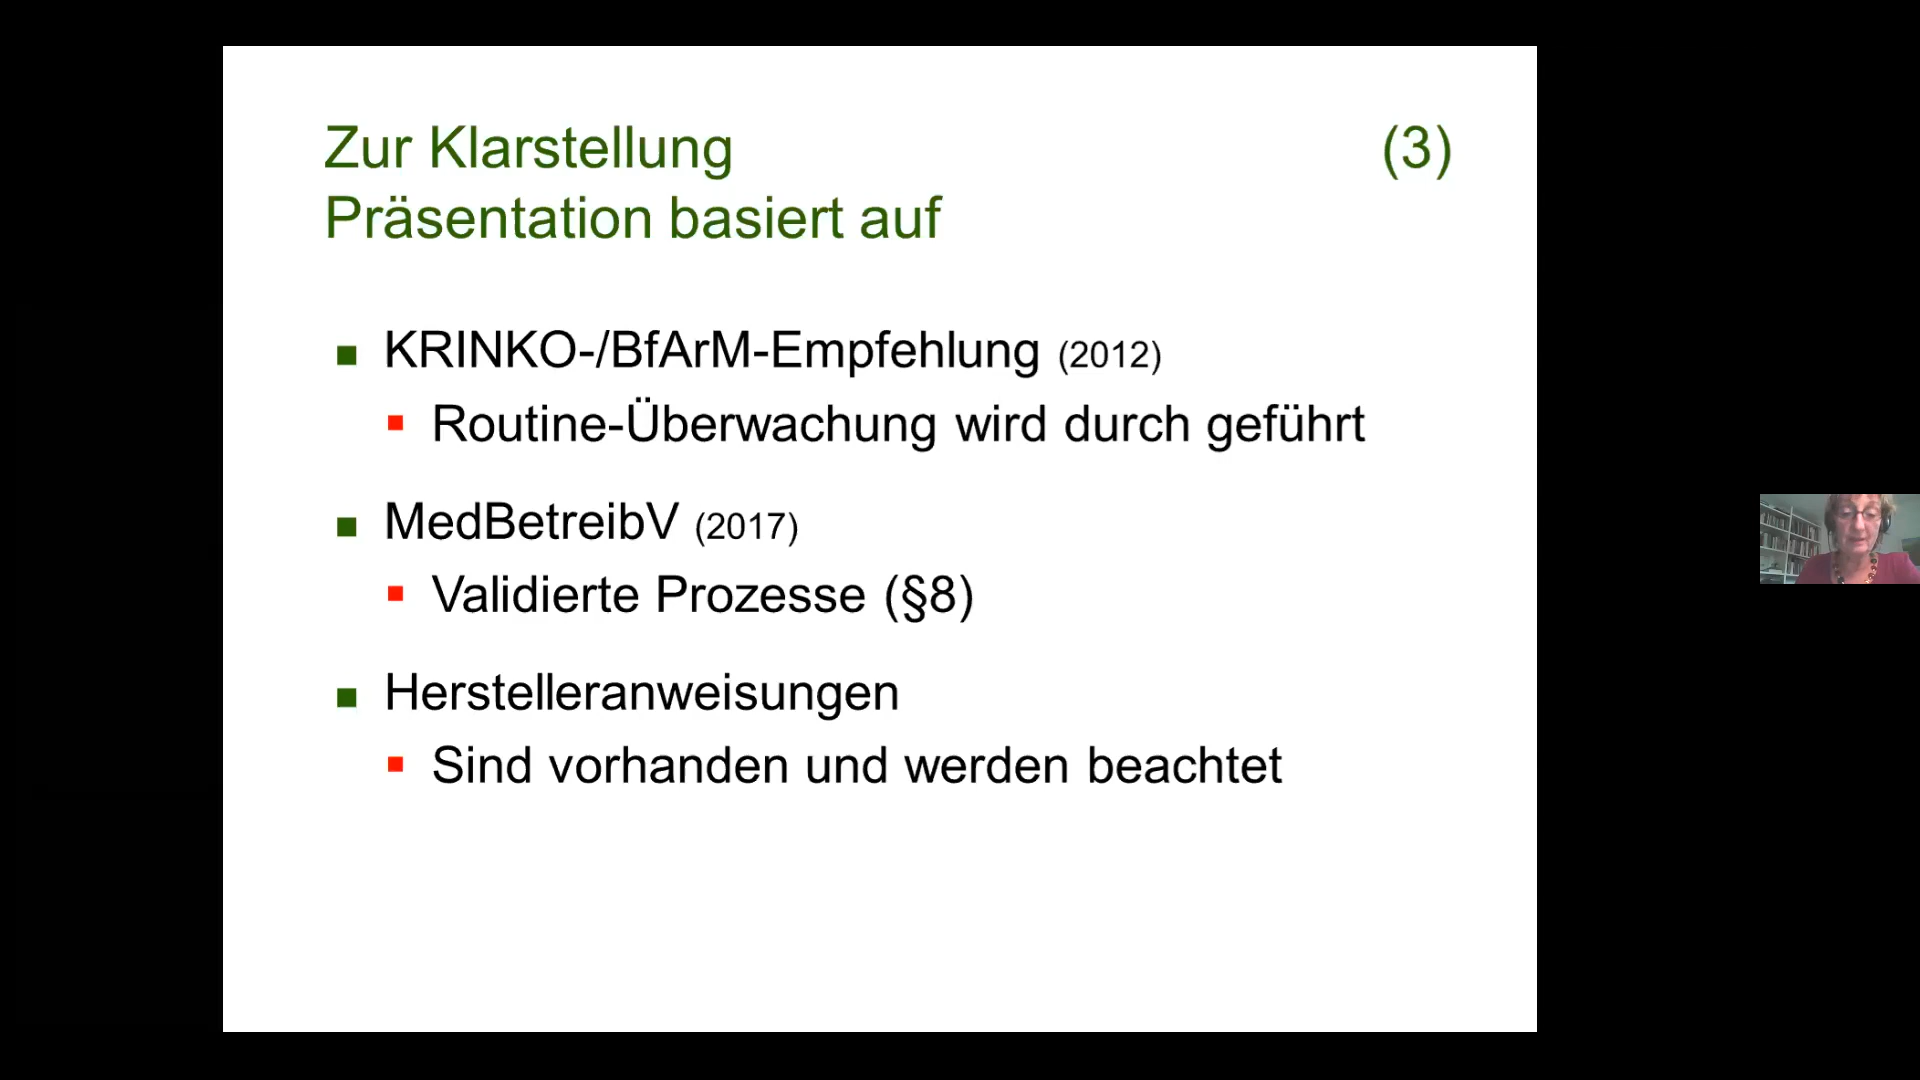 Zur Klarstellung (3)
Präsentation basiert auf
KRINKO-/BfArM-Empfehlung (2012)
Routine-Überwachung wird durch geführt
MedBetreibV (2017)
Validierte Prozesse (§8)
Herstelleranweisungen
Sind vorhanden und werden beachtet